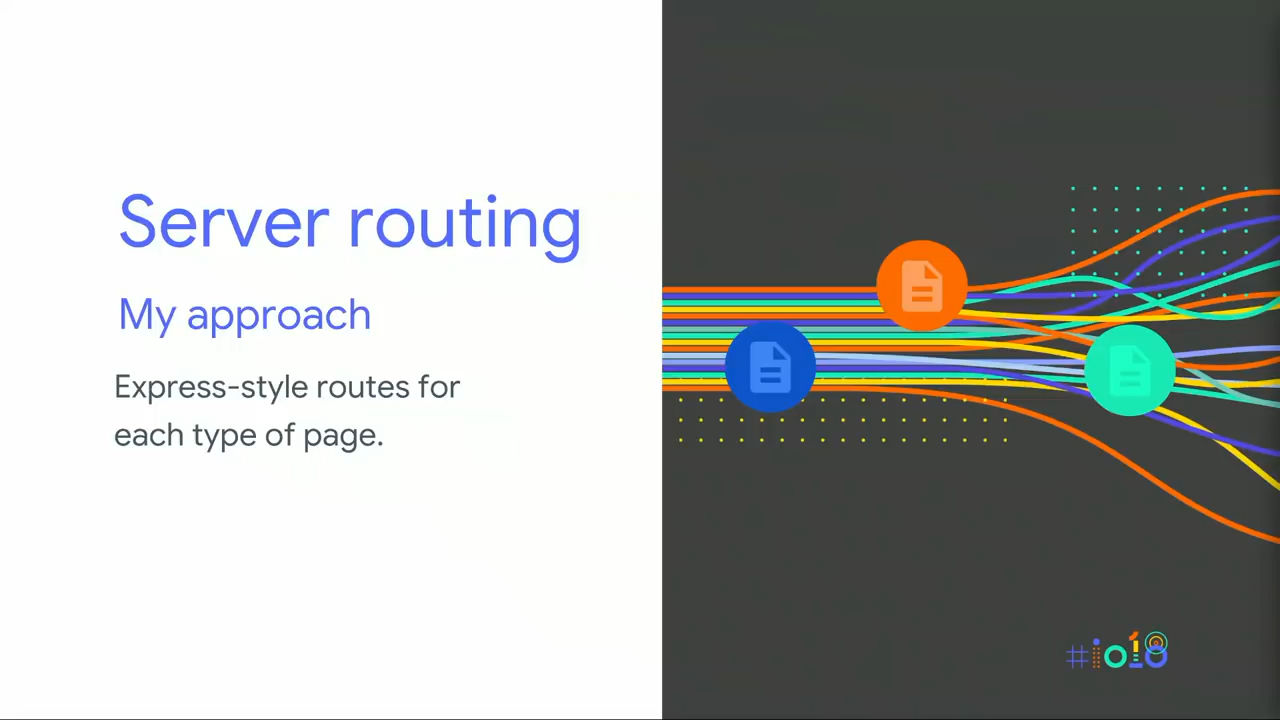 Server routing
My approach
Express-style routes for
each type of page.
#io18